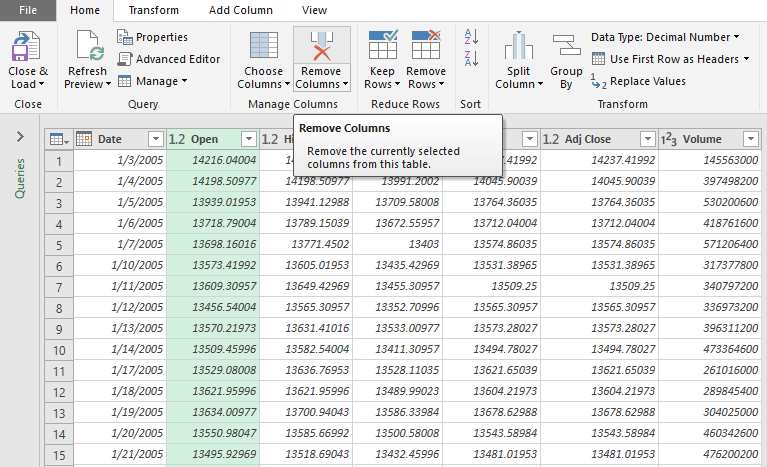 File Home Transform Add Column View
Close & Load
Close
Refresh Preview
Properties
Advanced Editor
Manage
Query
Choose Columns
Remove Columns
Manage Columns
Keep Rows
Remove Rows
Reduce Rows
A Z
Z A
Sort
Split Column
Group By
Data Type: Decimal Number
Use First Row as Headers
1 2 Replace Values
Transform
Remove Columns
Remove the currently selected
columns from this table.
Queries
Date 1.2 Open 1.2 Hi 1.2 Adj Close 1²3 Volume
1 1/3/2005 14216.04004 14 .41992 14237.41992 145563000
2 1/4/2005 14198.50977 14198.50977 13991.2002 14045.90039 14045.90039 397498200
3 1/5/2005 13939.01953 13941.12988 13709.58008 13764.36035 13764.36035 530200600
4 1/6/2005 13718.79004 13789.15039 13672.55957 13712.04004 13712.04004 418761600
5 1/7/2005 13698.16016 13771.4502 13403 13574.86035 13574.86035 571206400
6 1/10/2005 13573.41992 13605.01953 13435.42969 13531.38965 13531.38965 317377800
7 1/11/2005 13609.30957 13649.42969 13455.30957 13509.25 13509.25 340797200
8 1/12/2005 13456.54004 13565.30957 13352.70996 13565.30957 13565.30957 336973200
9 1/13/2005 13570.21973 13631.41016 13533.00977 13573.28027 13573.28027 396311200
10 1/14/2005 13509.45996 13582.54004 13411.30957 13494.78027 13494.78027 473364600
11 1/17/2005 13529.08008 13636.76953 13528.11035 13621.65039 13621.65039 261016000
12 1/18/2005 13621.95996 13621.95996 13489.99023 13604.21973 13604.21973 289845400
13 1/19/2005 13634.00977 13700.94043 13586.33984 13678.62988 13678.62988 304025000
14 1/20/2005 13550.98047 13585.66992 13500.58008 13543.58984 13543.58984 460342600
15 1/21/2005 13495.92969 13518.69043 13432.45996 13481.01953 13481.01953 476200200